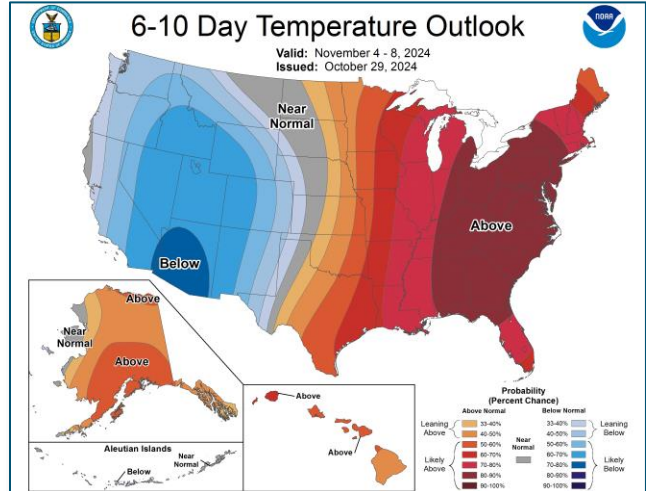 6-10 Day Temperature Outlook
NOAA
Valid: November 4 - 8, 2024
Issued: October 29, 2024
Near
Normal
Above
Below
Above
Near
Normal
Above
Aleutian Islands
Near
Normal
Below
Above
Above
Probability
(Percent Chance)
Above Normal Below Normal
Leaning
Above
33-40% 33-40%
40-50% 40-50%
Leaning
Below
50-60% Near
Normal 50-60%
Likely
Above
60-70% 60-70%
70-80% 70-80%
Likely
Below
80-90% 80-90%
90-100% 90-100%